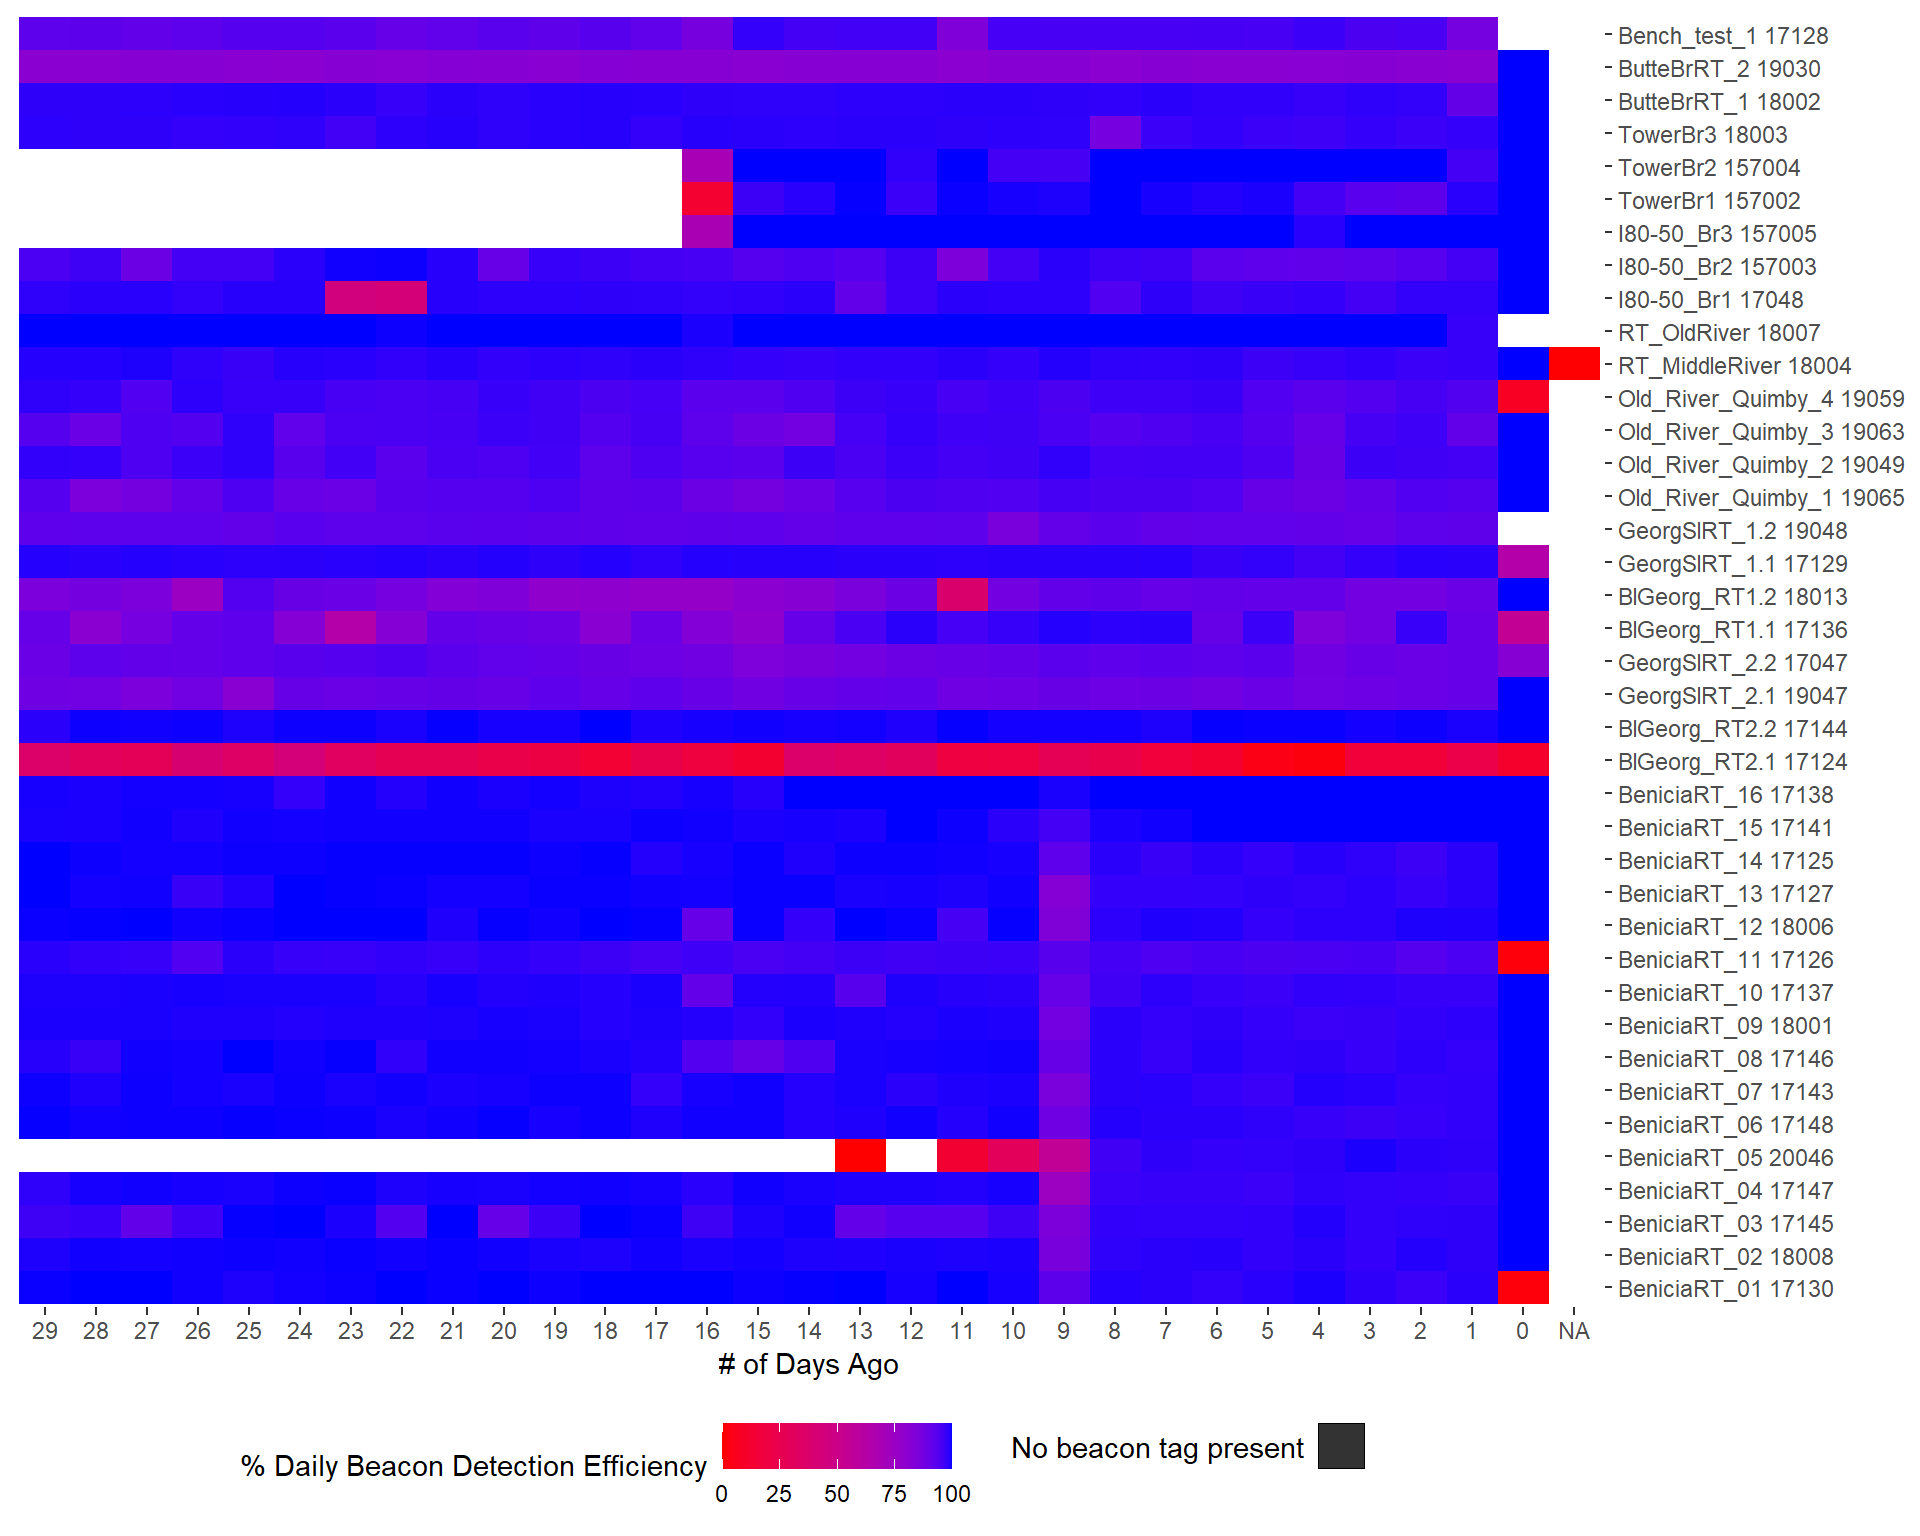 Bench_test_1 17128
ButteBrRT_2 19030
ButteBrRT_1 18002
TowerBr3 18003
TowerBr2 157004
TowerBr1 157002
I80-50_Br3 157005
I80-50_Br2 157003
I80-50_Br1 17048
RT_OldRiver 18007
RT_MiddleRiver 18004
Old_River_Quimby_4 19059
Old_River_Quimby_3 19063
Old_River_Quimby_2 19049
Old_River_Quimby_1 19065
GeorgSlRT_1.2 19048
GeorgSlRT_1.1 17129
BlGeorg_RT1.2 18013
BlGeorg_RT1.1 17136
GeorgSlRT_2.2 17047
GeorgSlRT_2.1 19047
BlGeorg_RT2.2 17144
BlGeorg_RT2.1 17124
BeniciaRT_16 17138
BeniciaRT_15 17141
BeniciaRT_14 17125
BeniciaRT_13 17127
BeniciaRT_12 18006
BeniciaRT_11 17126
BeniciaRT_10 17137
BeniciaRT_09 18001
BeniciaRT_08 17146
BeniciaRT_07 17143
BeniciaRT_06 17148
BeniciaRT_05 20046
BeniciaRT_04 17147
BeniciaRT_03 17145
BeniciaRT_02 18008
BeniciaRT_01 17130
29 28 27 26 25 24 23 22 21 20 19 18 17 16 15 14 13 12 11 10 9 8 7 6 5 4 3 2 1 0 NA
# of Days Ago
% Daily Beacon Detection Efficiency
0 25 50 75 100
No beacon tag present